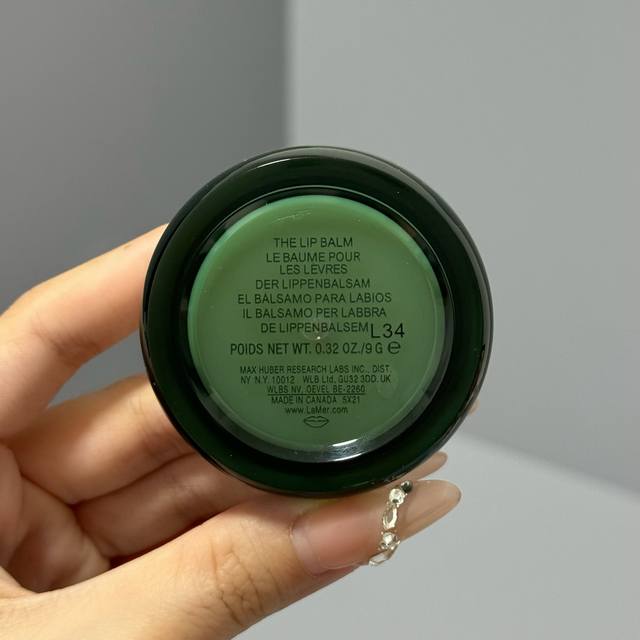 THE LIP BALM
LE BAUME POUR
LES LEVRES
DER LIPPENBALSAM
EL BÁLSAMO PARA LABIOS
IL BALSAMO PER LABBRA
DE LIPPENBALSEM L34
POIDS NET WT. 0.32 OZ./9 G ℮
MAX HUBER RESEARCH LABS INC., DIST.
NY N.Y. 10012 WLB Ltd, GU32 3DD. UK
WLBS NV, OEVEL BE-2260
MADE IN CANADA 5X21
www.LaMer.com